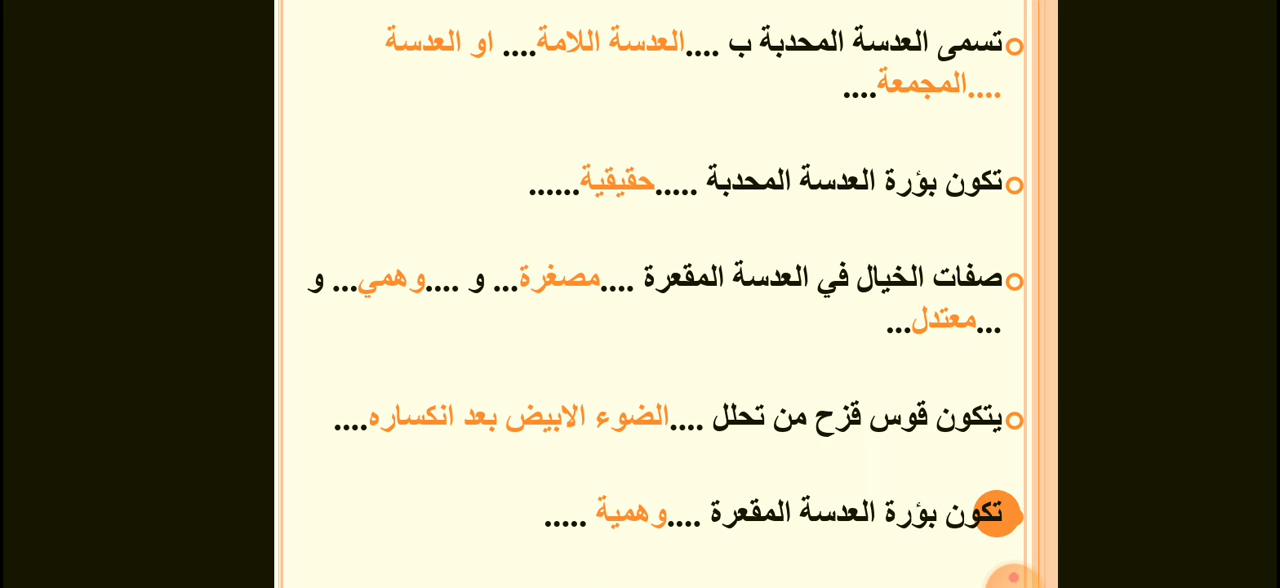 تسمى العدسة المحدبة ب ....العدسة اللامة.... او العدسة
....المجمعة....
تكون بؤرة العدسة المحدبة .....حقيقية......
صفات الخيال في العدسة المقعرة ....مصغرة... و ....وهمي... و
...معتدل...
يتكون قوس قزح من تحلل ....الضوء الابيض بعد انكساره....
تكون بؤرة العدسة المقعرة ....وهمية .....